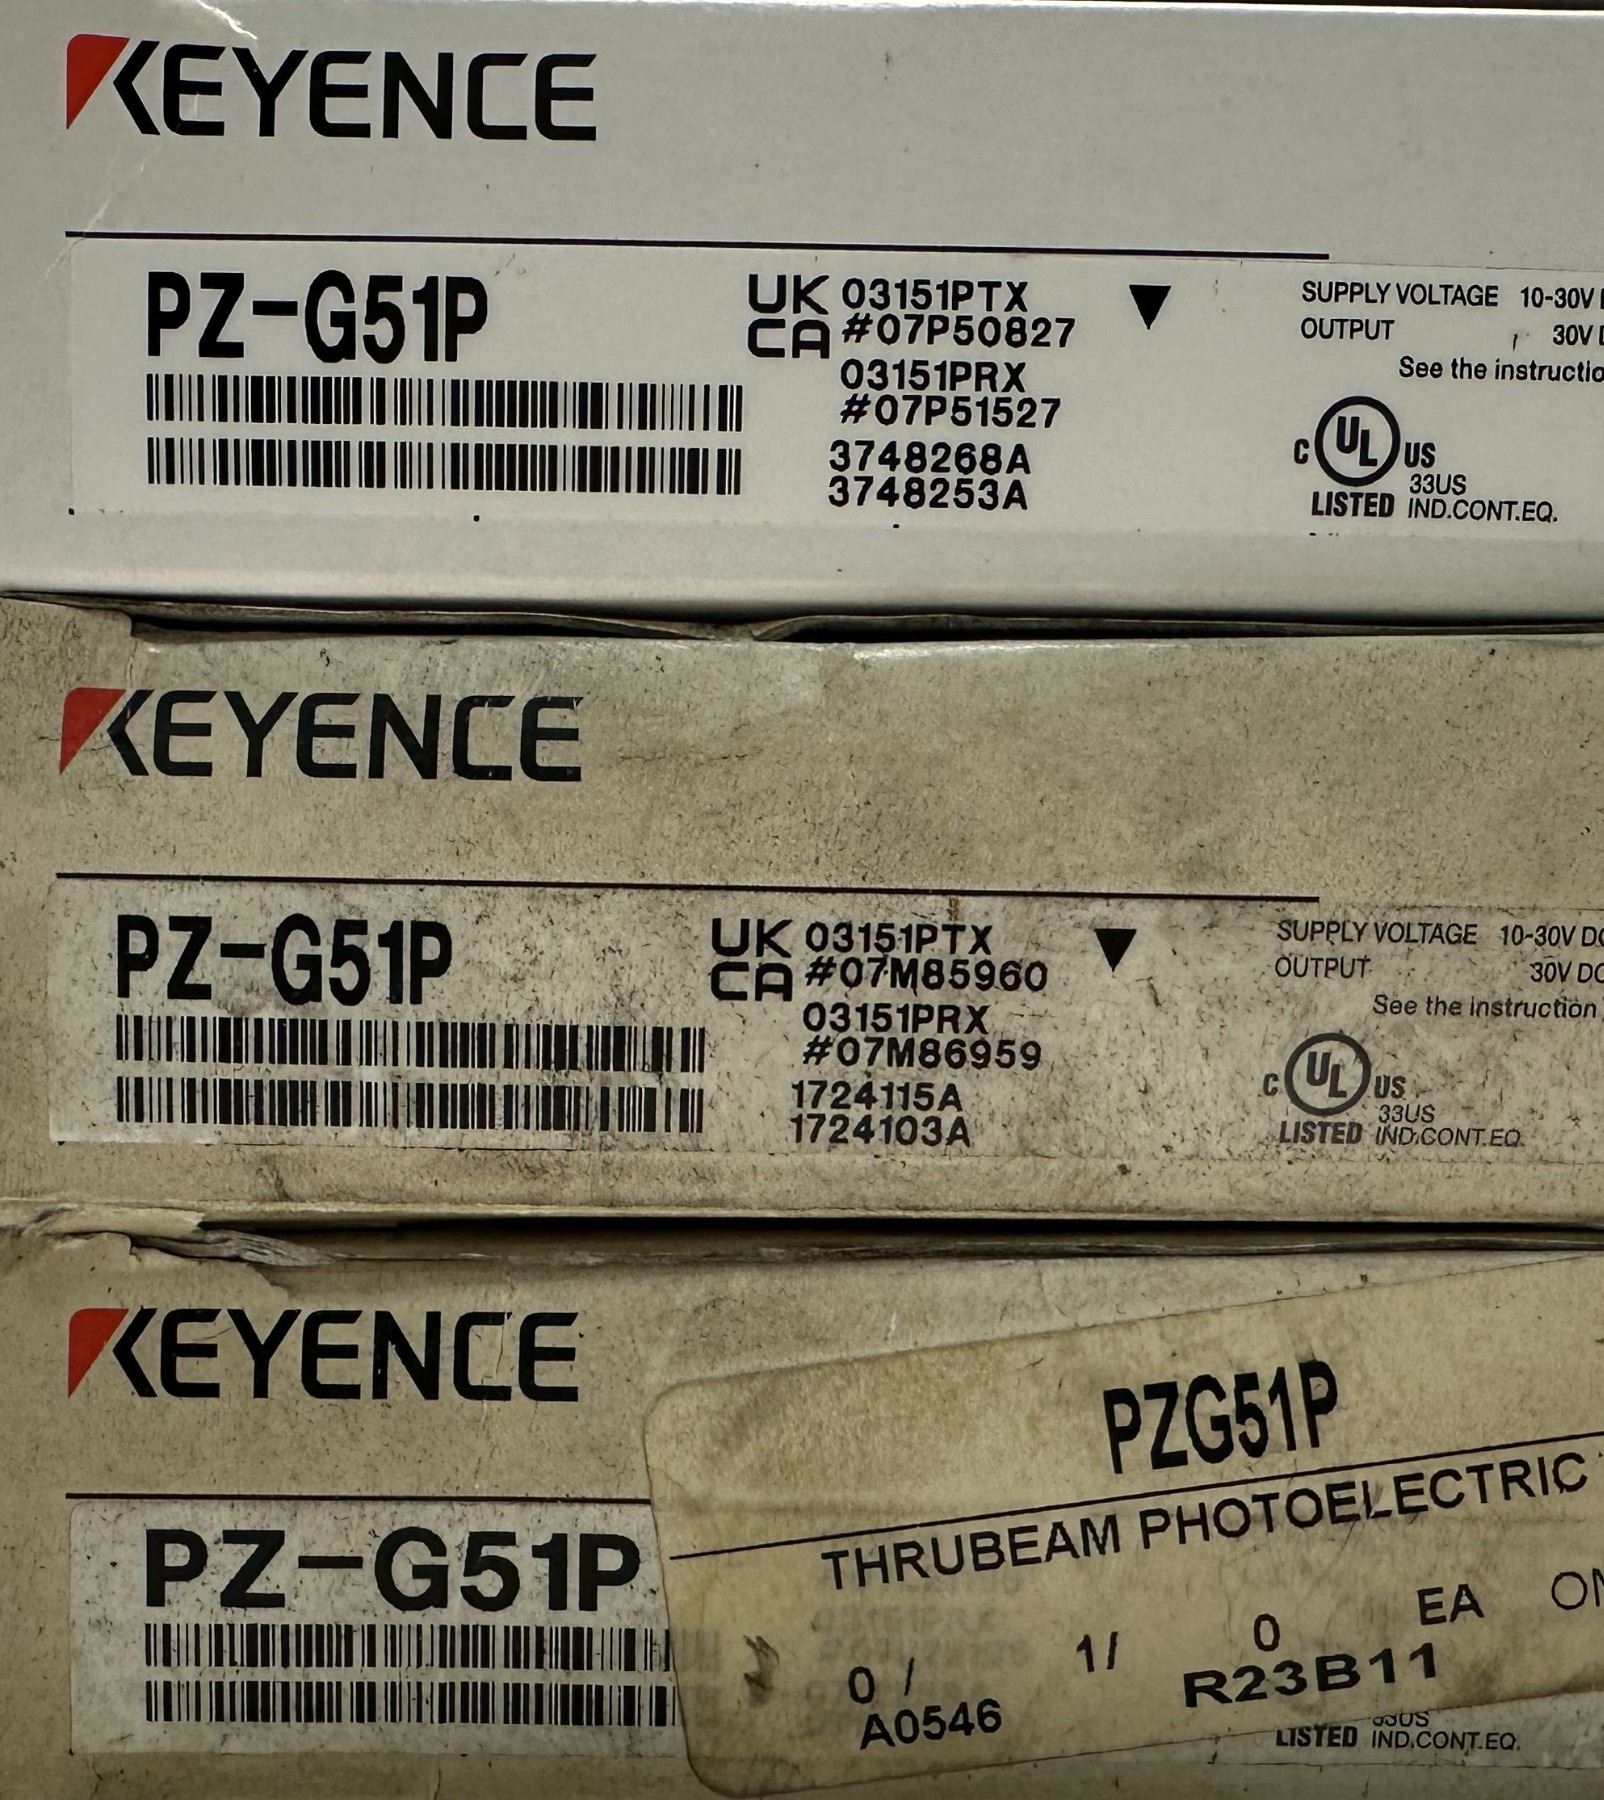 KEYENCE
PZ-G51P
UK CA
03151PTX
#07P50827
03151PRX
#07P51527
3748268A
3748253A
SUPPLY VOLTAGE 10-30V
OUTPUT 30V
See the instructio
C UL US
33US
LISTED IND.CONT.EQ.
KEYENCE
PZ-G51P
UK CA
03151PTX
#07M85960
03151PRX
#07M86959
1724115A
1724103A
SUPPLY VOLTAGE 10-30V DC
OUTPUT 30V DC
See the instruction
C UL US
33US
LISTED IND.CONT.EQ.
KEYENCE
PZ-G51P
PZG51P
THRUBEAM PHOTOELECTRIC
0 / 1/ 0 EA
A0546 R23B11
33US
LISTED IND.CONT.EQ.